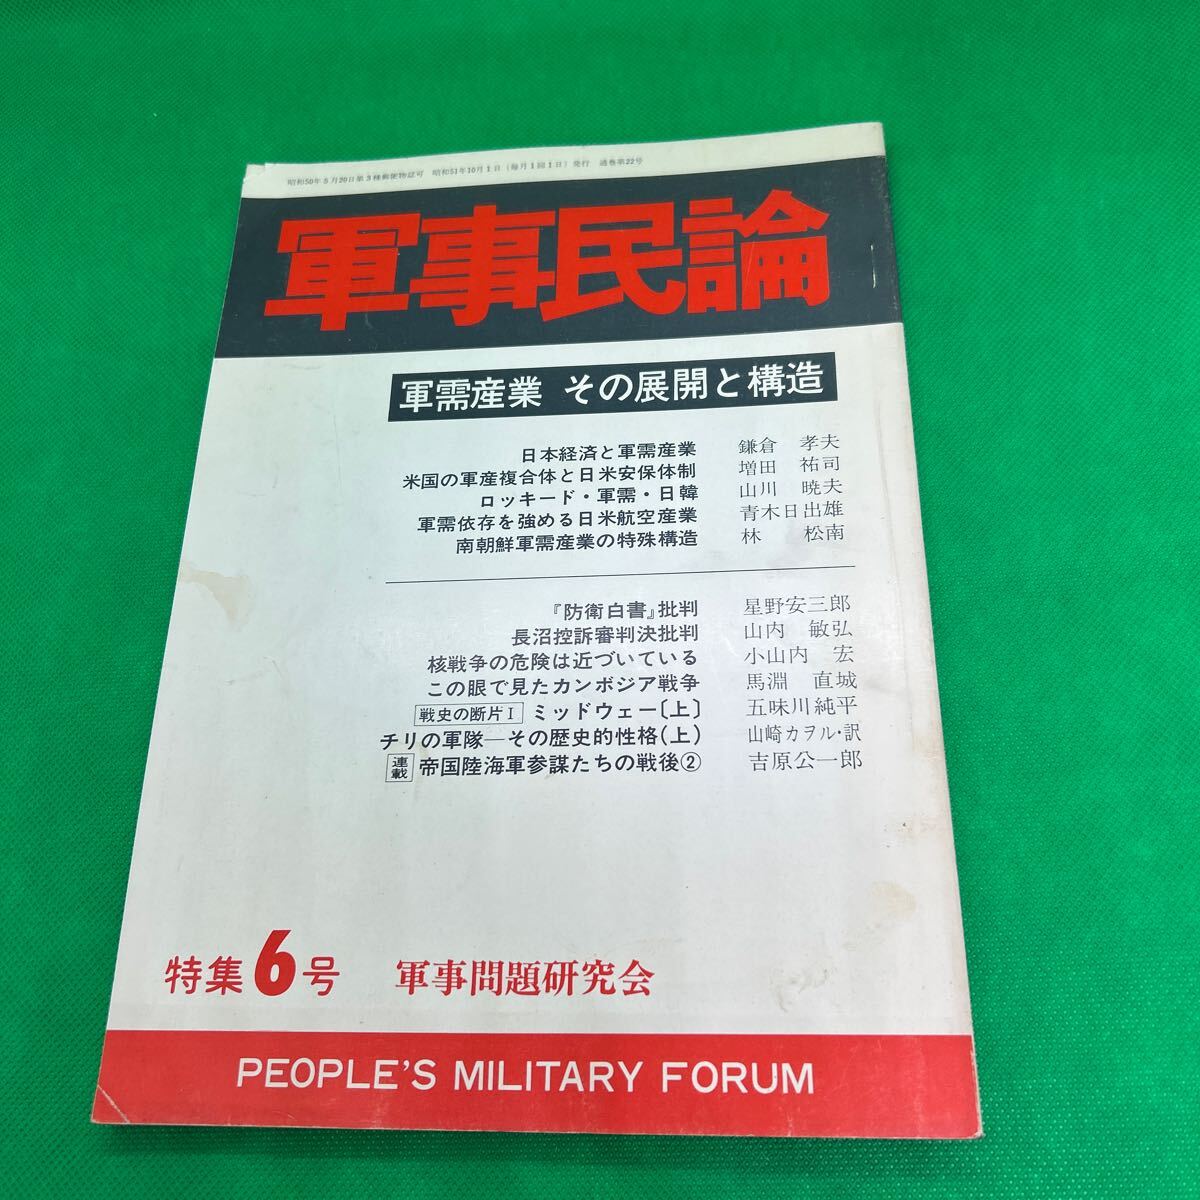 昭和50年5月20日第3種郵便物認可 昭和51年10月1日(毎月1回1日)発行 通巻第22号
軍事民論
軍需産業 その展開と構造
日本経済と軍需産業 鎌倉 孝夫
米国の軍産複合体と日米安保体制 増田 祐司
ロッキード・軍需・日韓 山川 暁夫
軍需依存を強める日米航空産業 青木日出雄
南朝鮮軍需産業の特殊構造 林 松南
『防衛白書』批判 星野安三郎
長沼控訴審判決批判 山内 敏弘
核戦争の危険は近づいている 小山内 宏
この眼で見たカンボジア戦争 馬淵 直城
戦史の断片I ミッドウェー〔上〕 五味川純平
チリの軍隊―その歴史的性格(上) 山崎カヲル・訳
連載 帝国陸海軍参謀たちの戦後② 吉原公一郎
特集6号 軍事問題研究会
PEOPLE'S MILITARY FORUM